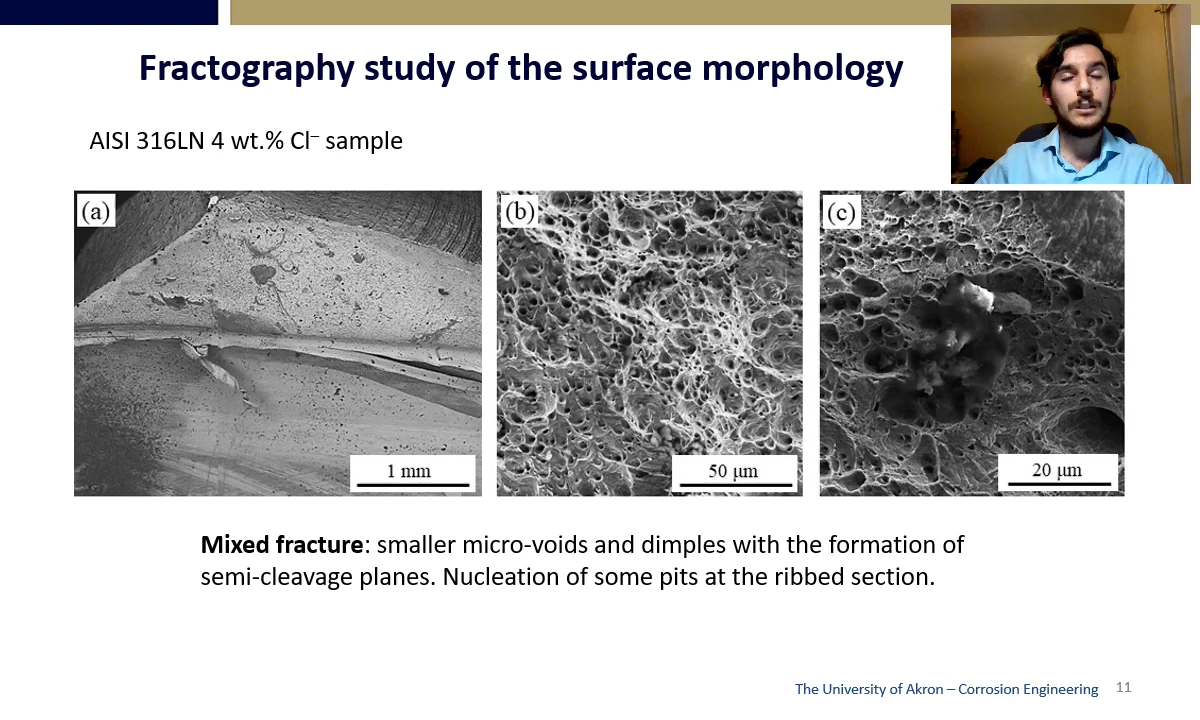 Fractography study of the surface morphology
AISI 316LN 4 wt.% Cl⁻ sample
(a)
(b)
(c)
1 mm
50 μm
20 μm
Mixed fracture: smaller micro-voids and dimples with the formation of
semi-cleavage planes. Nucleation of some pits at the ribbed section.
The University of Akron – Corrosion Engineering 11